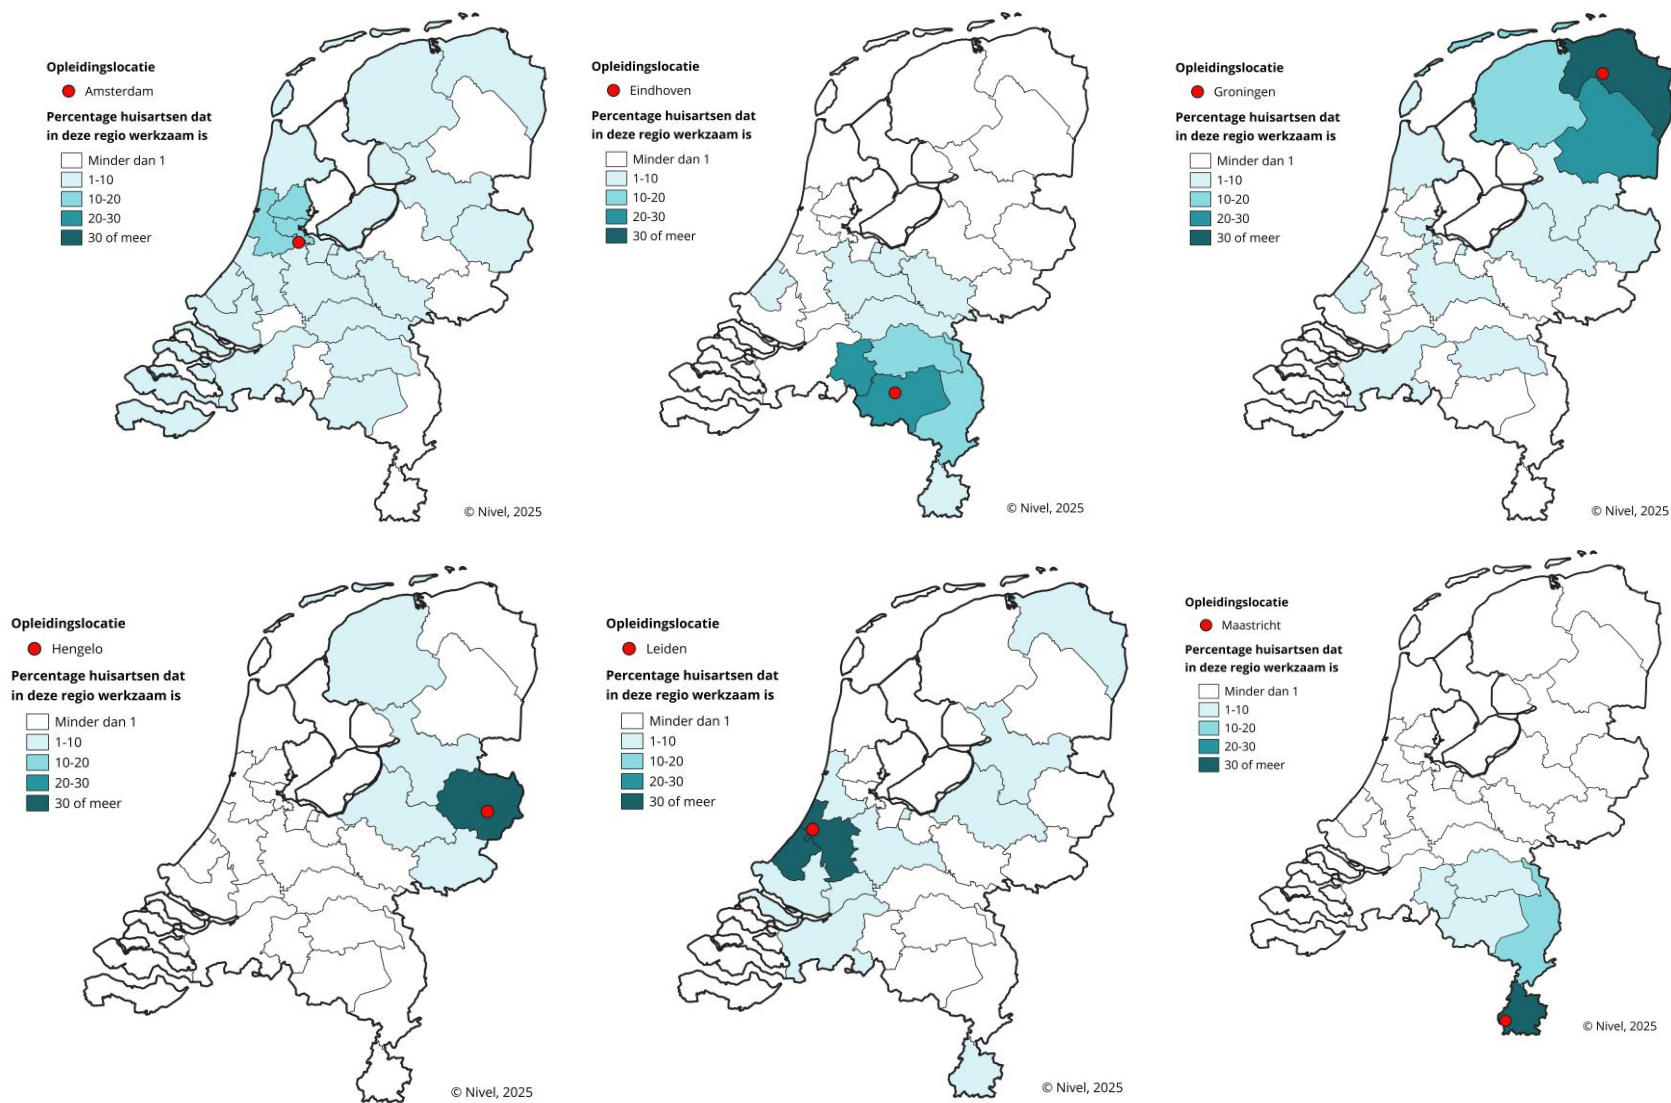 Opleidingslocatie
Amsterdam
Percentage huisartsen dat
in deze regio werkzaam is
Minder dan 1
1-10
10-20
20-30
30 of meer
© Nivel, 2025
Opleidingslocatie
Eindhoven
Percentage huisartsen dat
in deze regio werkzaam is
Minder dan 1
1-10
10-20
20-30
30 of meer
© Nivel, 2025
Opleidingslocatie
Groningen
Percentage huisartsen dat
in deze regio werkzaam is
Minder dan 1
1-10
10-20
20-30
30 of meer
© Nivel, 2025
Opleidingslocatie
Hengelo
Percentage huisartsen dat
in deze regio werkzaam is
Minder dan 1
1-10
10-20
20-30
30 of meer
© Nivel, 2025
Opleidingslocatie
Leiden
Percentage huisartsen dat
in deze regio werkzaam is
Minder dan 1
1-10
10-20
20-30
30 of meer
© Nivel, 2025
Opleidingslocatie
Maastricht
Percentage huisartsen dat
in deze regio werkzaam is
Minder dan 1
1-10
10-20
20-30
30 of meer
© Nivel, 2025